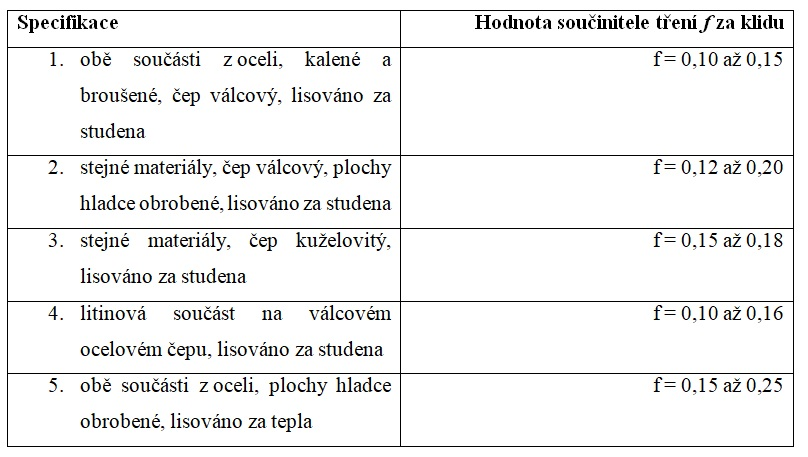 Specifikace
Hodnota součinitele tření f za klidu
1. obě součásti z oceli, kalené a
broušené, čep válcový, lisováno za
studena
f = 0,10 až 0,15
2. stejné materiály, čep válcový, plochy
hladce obrobené, lisováno za studena
f = 0,12 až 0,20
3. stejné materiály, čep kuželovitý,
lisováno za studena
f = 0,15 až 0,18
4. litinová součást na válcovém
ocelovém čepu, lisováno za studena
f = 0,10 až 0,16
5. obě součásti z oceli, plochy hladce
obrobené, lisováno za tepla
f = 0,15 až 0,25